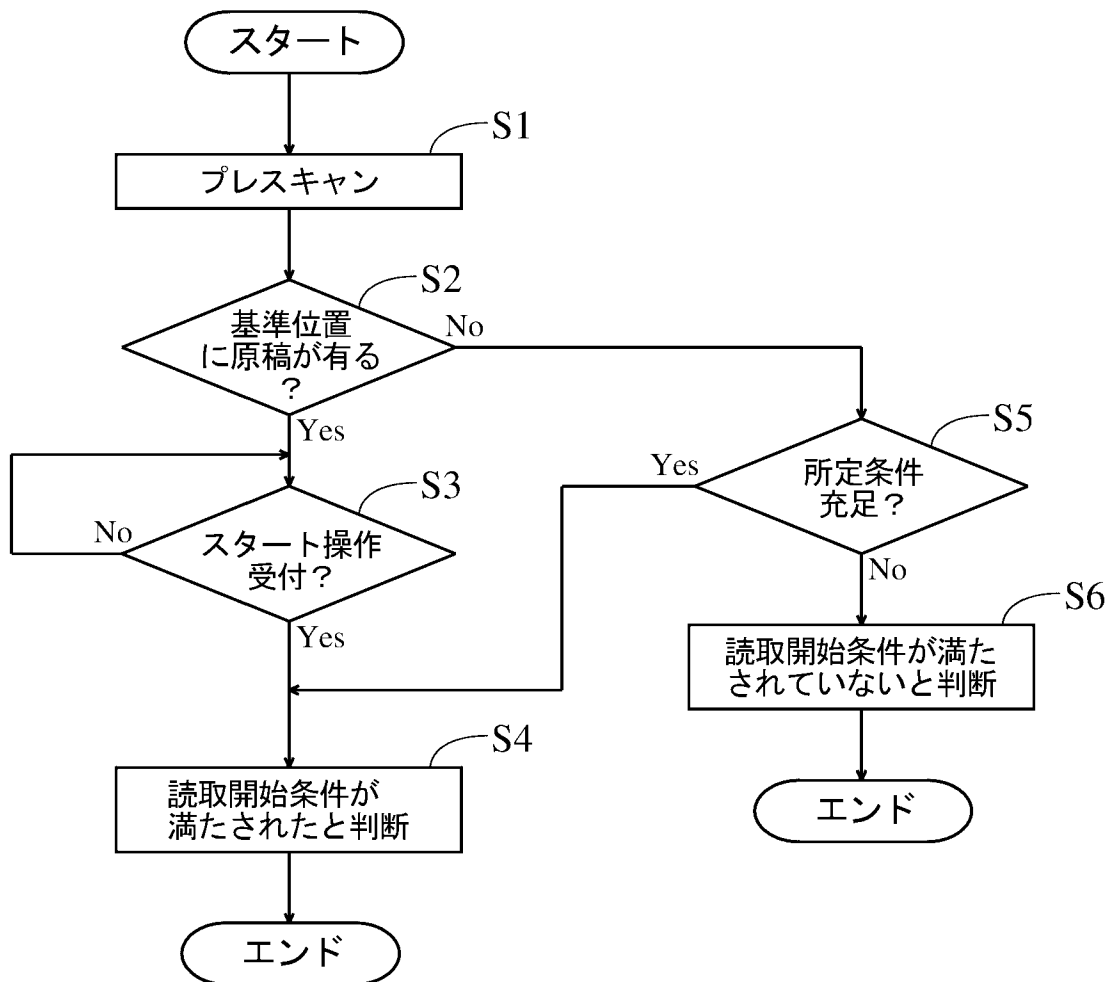 スタート
S1
プレスキャン
S2
基準位置
に原稿が有る
？
No
Yes
S3
スタート操作
受付？
No
Yes
S5
所定条件
充足？
Yes
No
S6
読取開始条件が満た
されていないと判断
エンド
S4
読取開始条件が
満たされたと判断
エンド